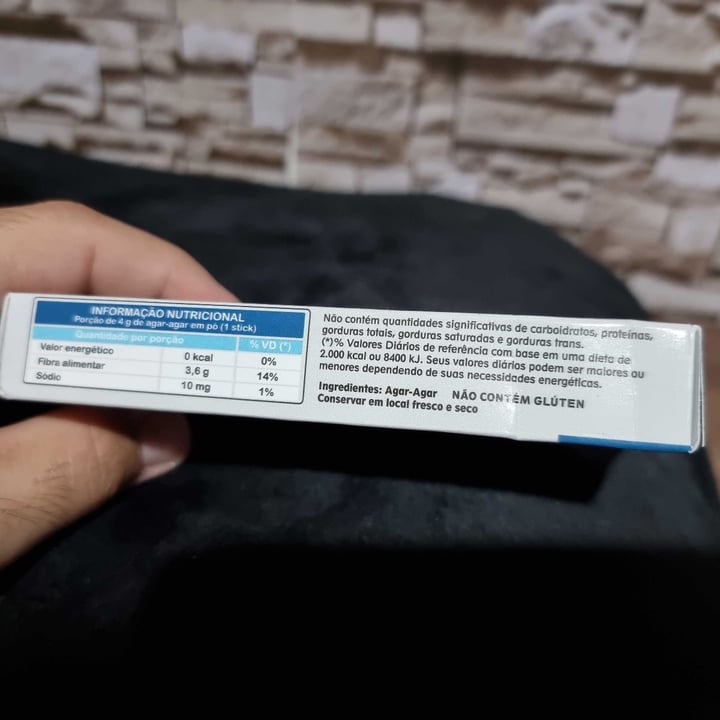 INFORMAÇÃO NUTRICIONAL
Porção de 4 g de agar-agar em pó (1 stick)
Quantidade por porção % VD (*)
Valor energético 0 kcal 0%
Fibra alimentar 3,6 g 14%
Sódio 10 mg 1%
Não contém quantidades significativas de carboidratos, proteínas,
gorduras totais, gorduras saturadas e gorduras trans.
(*)% Valores Diários de referência com base em uma dieta de
2.000 kcal ou 8400 kJ. Seus valores diários podem ser maiores ou
menores dependendo de suas necessidades energéticas.
Ingredientes: Agar-Agar NÃO CONTÉM GLÚTEN
Conservar em local fresco e seco